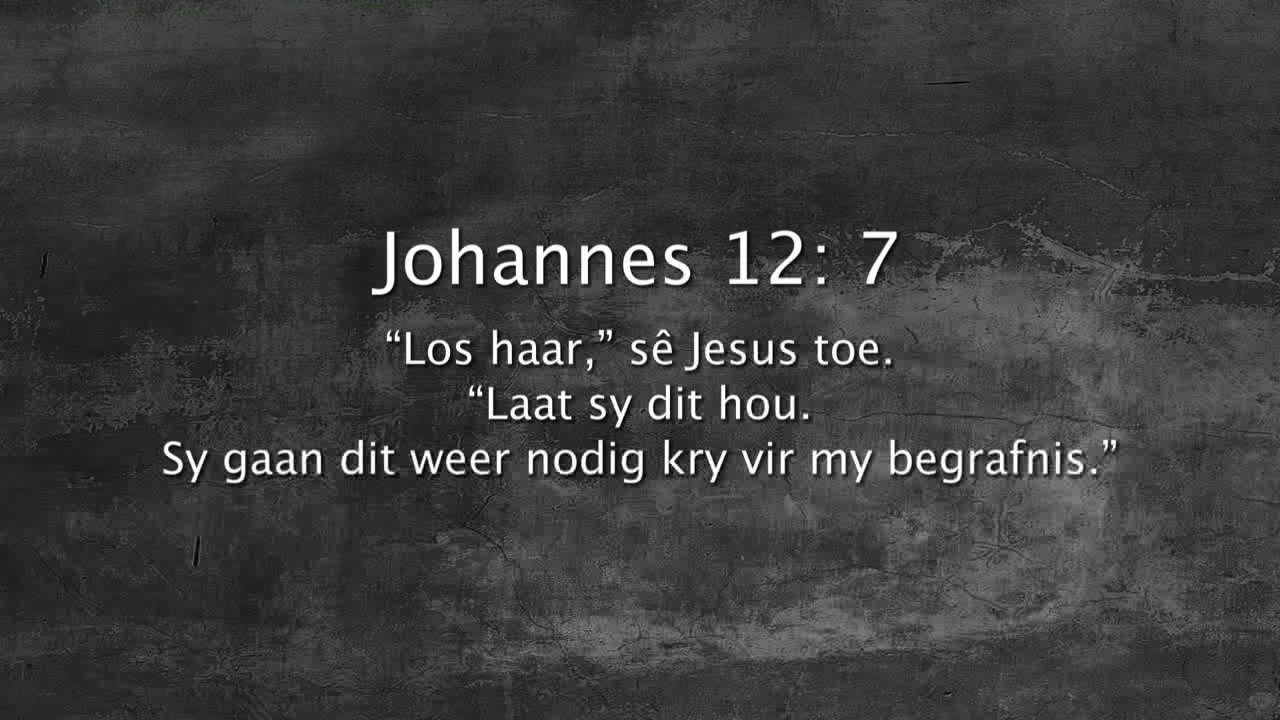 Johannes 12: 7
“Los haar,” sê Jesus toe.
“Laat sy dit hou.
Sy gaan dit weer nodig kry vir my begrafnis.”